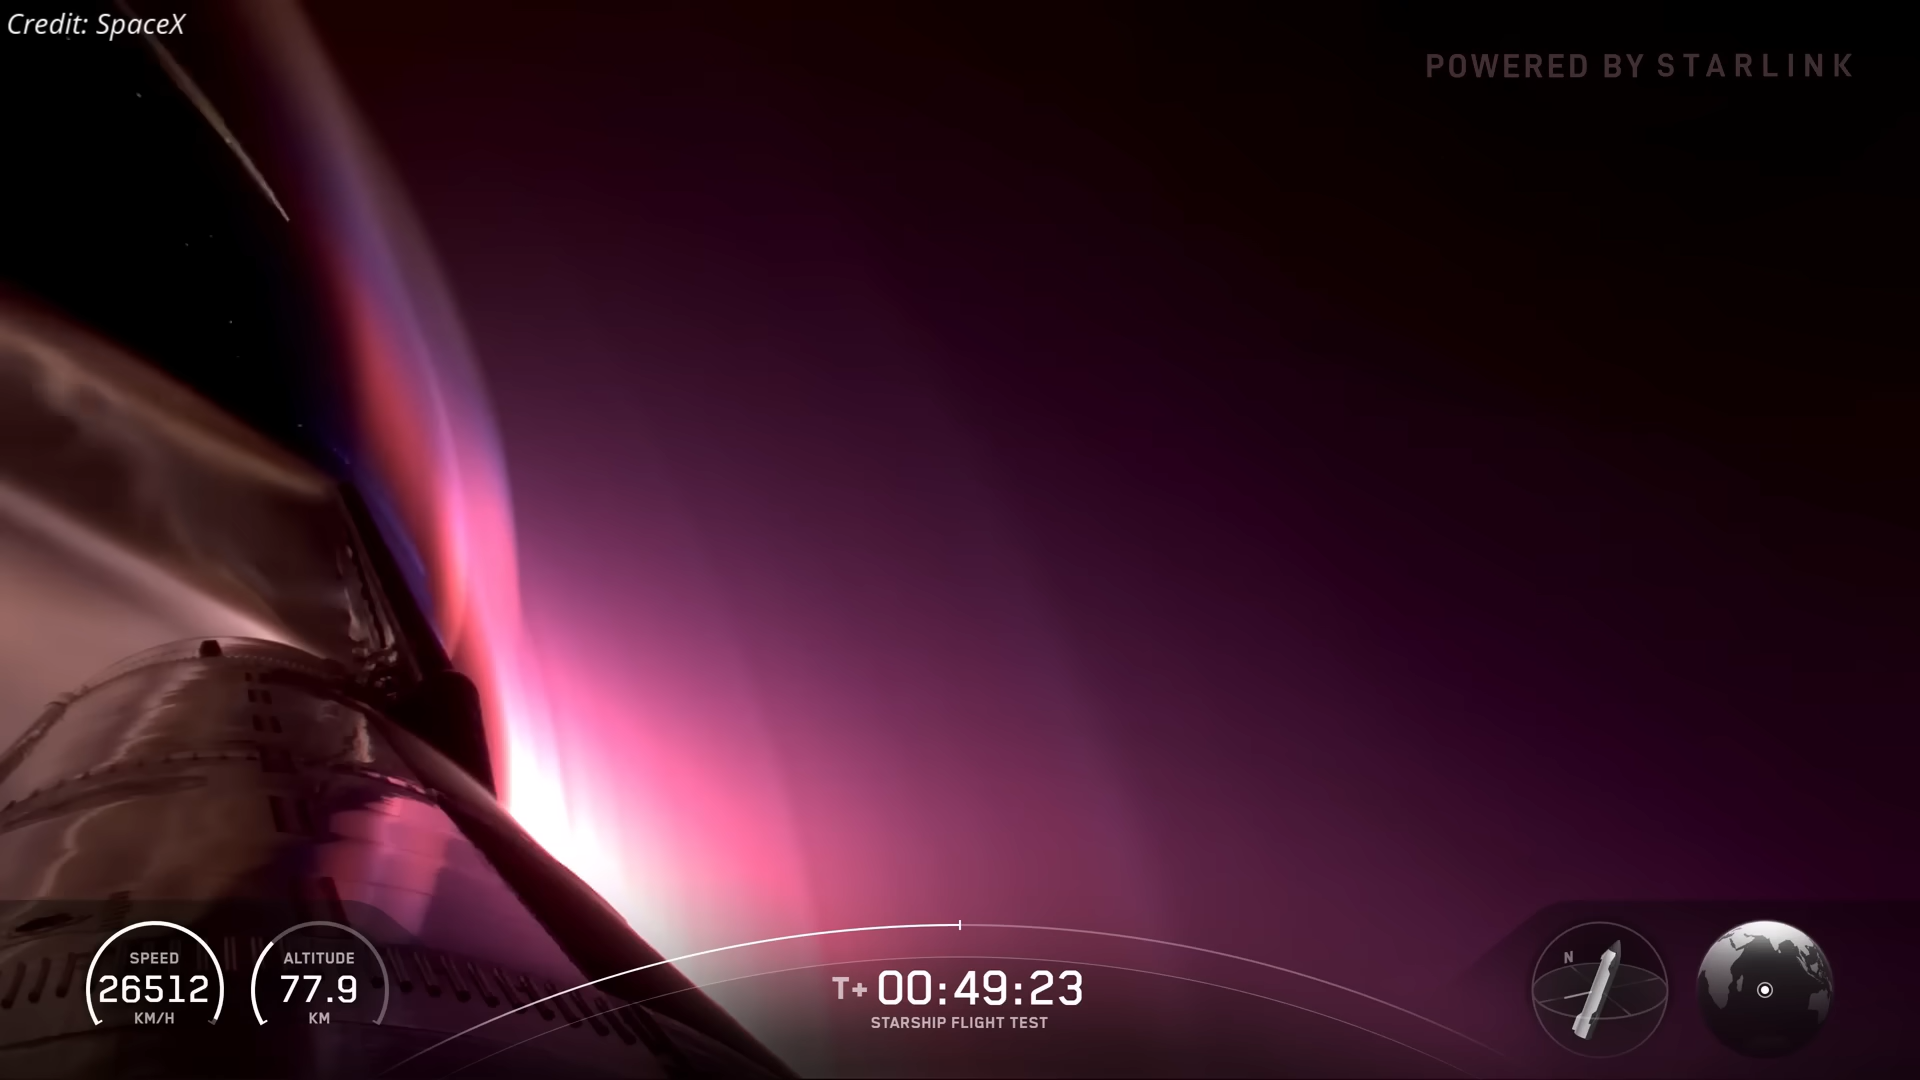 Credit: SpaceX
POWERED BY STARLINK
SPEED
26512
KM/H
ALTITUDE
77.9
KM
T+ 00:49:23
STARSHIP FLIGHT TEST
N